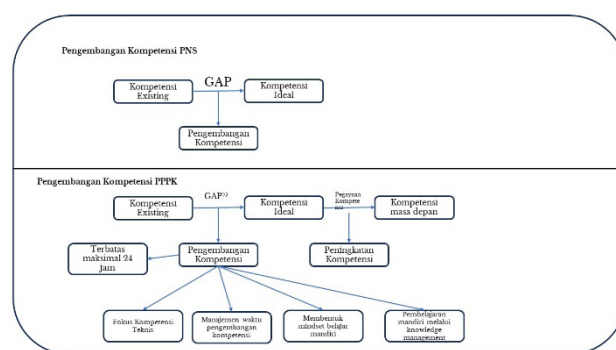 Pengembangan Kompetensi PNS
Kompetensi
Existing
GAP
Kompetensi
Ideal
Pengembangan
Kompetensi
Pengembangan Kompetensi PPPK
Kompetensi
Existing
GAP??
Kompetensi
Ideal
Kompete
Kompetensi
masa depan
Terbatas
maksimal 24
jam
Pengembangan
Kompetensi
Peningkatan
Kompetensi
Fokus Kompetensi
Teknis
Manajemen waktu
pengembangan
kompetensi
Membentuk
mindset belajar
mandiri
Pembelajaran
mandiri melalui
knowledge
management